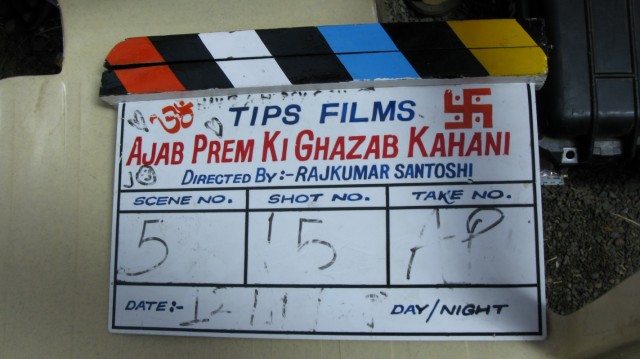 ॐ TIPS FILMS 卐
AJAB PREM KI GHAZAB KAHANI
DIRECTED BY:- RAJKUMAR SANTOSHI
SCENE NO. SHOT NO. TAKE NO.
5 15
DATE:- DAY/NIGHT